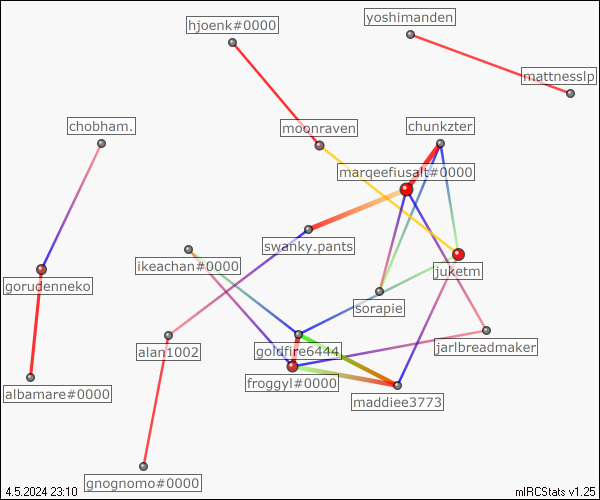 yoshimanden
hjoenk#0000
mattnesslp
chobham.
moonraven
chunkzter
marqeefiusalt#0000
swanky.pants
ikeachan#0000
juketm
gorudenneko
sorapie
goldfire6444
jarlbreadmaker
alan1002
froggyl#0000
albamare#0000
maddiee3773
gnognomo#0000
4.5.2024 23:10
mIRCStats v1.25